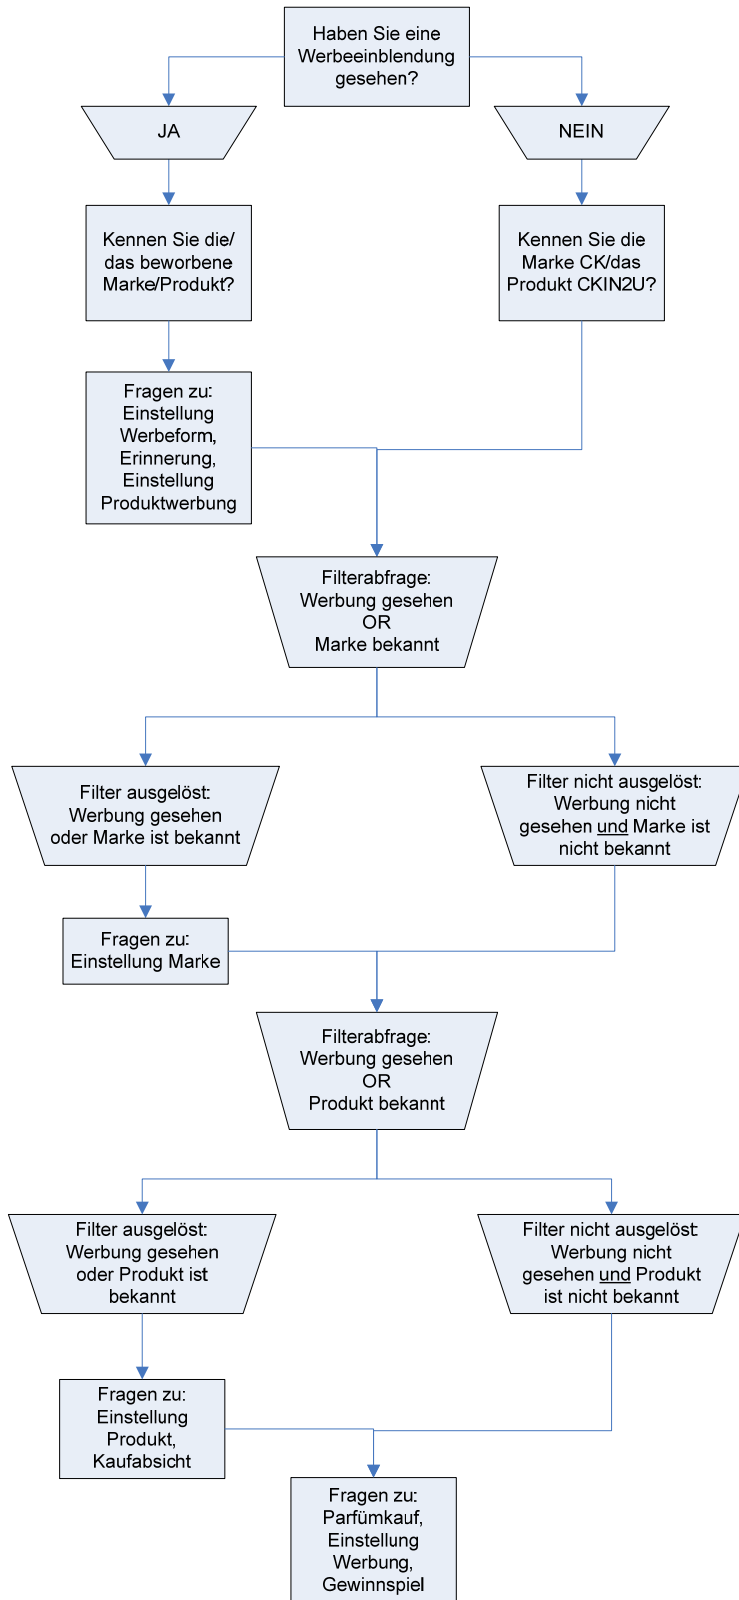 Haben Sie eine
Werbeeinblendung
gesehen?
JA
NEIN
Kennen Sie die/
das beworbene
Marke/Produkt?
Kennen Sie die
Marke CK/das
Produkt CKIN2U?
Fragen zu:
Einstellung
Werbeform,
Erinnerung,
Einstellung
Produktwerbung
Filterabfrage:
Werbung gesehen
OR
Marke bekannt
Filter ausgelöst:
Werbung gesehen
oder Marke ist bekannt
Filter nicht ausgelöst:
Werbung nicht
gesehen und Marke ist
nicht bekannt
Fragen zu:
Einstellung Marke
Filterabfrage:
Werbung gesehen
OR
Produkt bekannt
Filter ausgelöst:
Werbung gesehen
oder Produkt ist
bekannt
Filter nicht ausgelöst:
Werbung nicht
gesehen und Produkt
ist nicht bekannt
Fragen zu:
Einstellung
Produkt,
Kaufabsicht
Fragen zu:
Parfümkauf,
Einstellung
Werbung,
Gewinnspiel